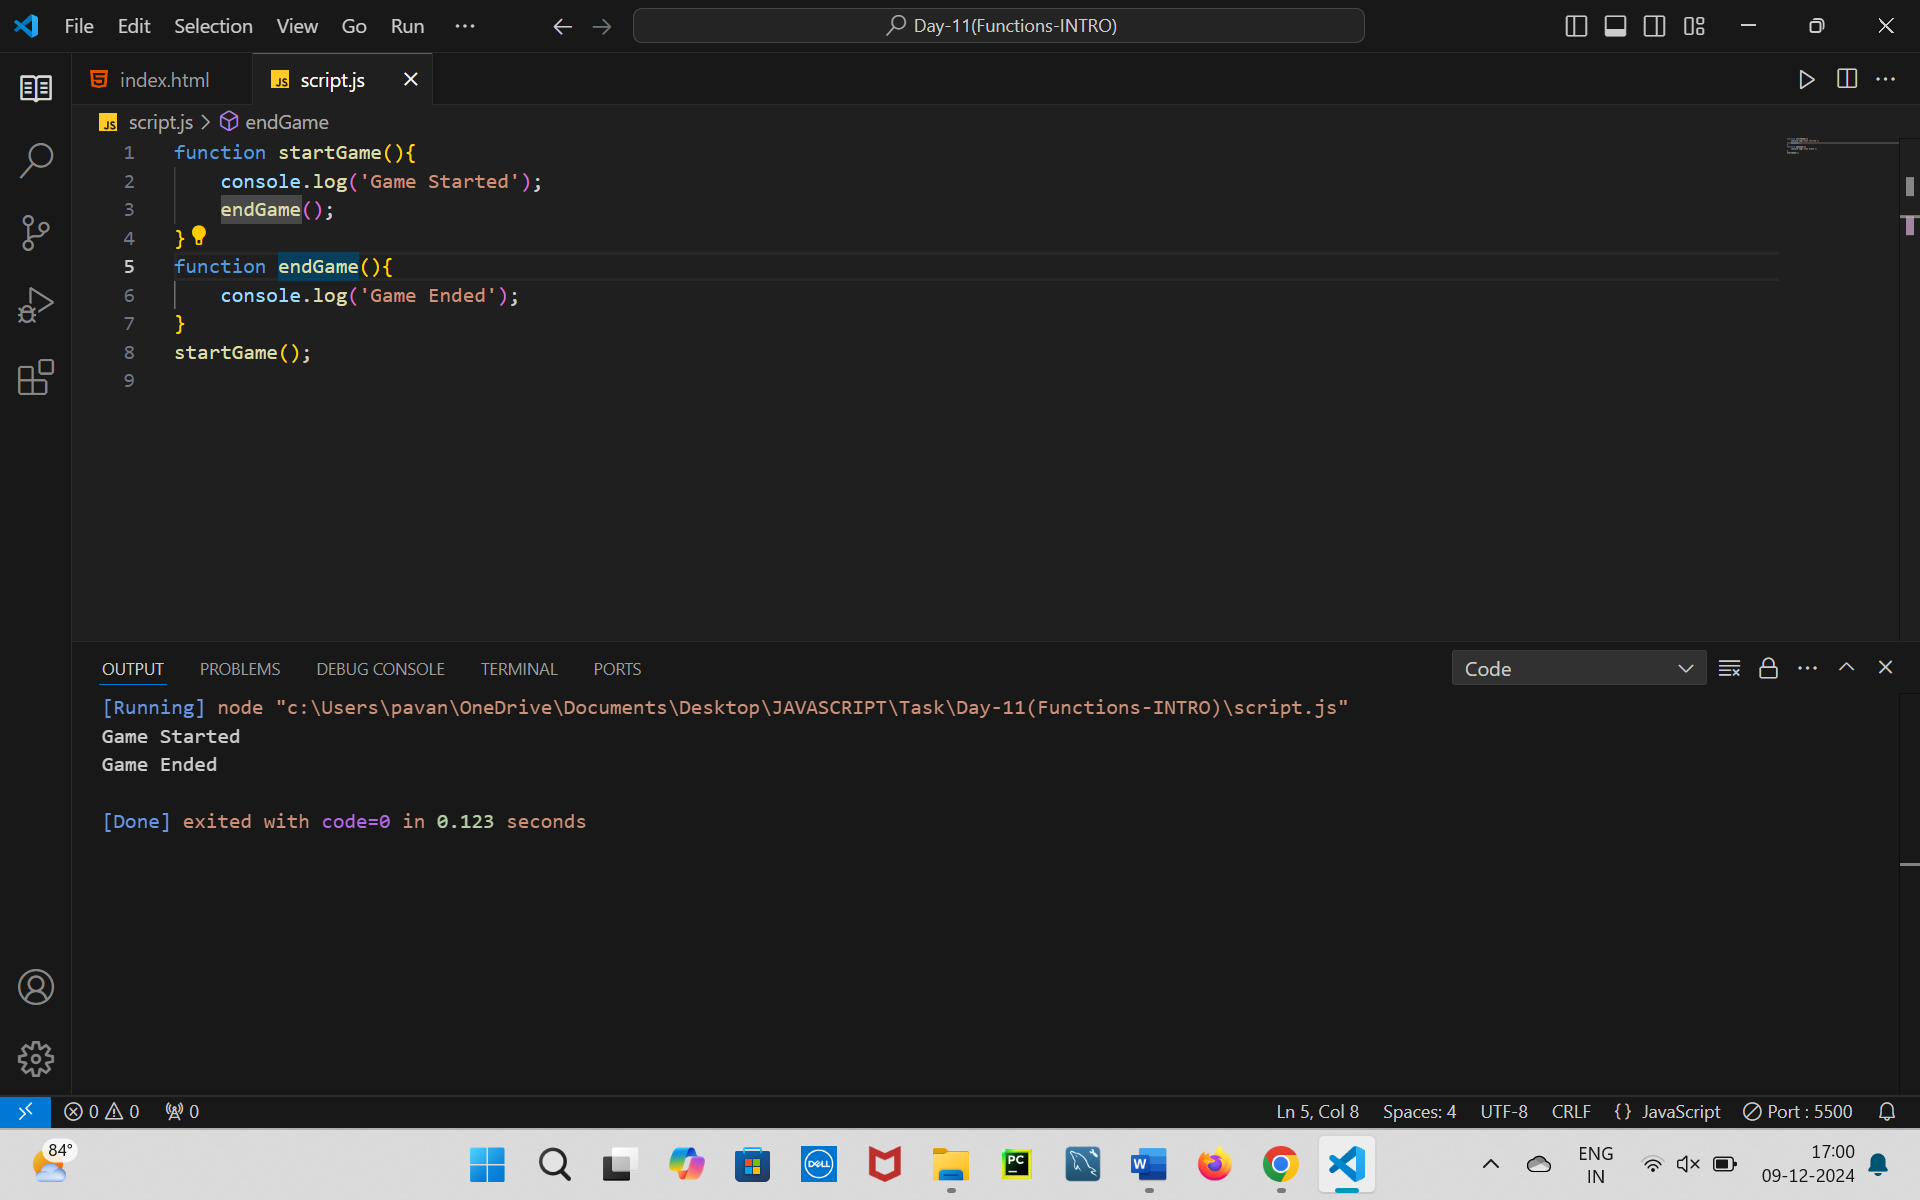 File Edit Selection View Go Run ··· Day-11(Functions-INTRO)
index.html JS script.js
JS script.js > endGame
1 function startGame(){
2 console.log('Game Started');
3 endGame();
4 }
5 function endGame(){
6 console.log('Game Ended');
7 }
8 startGame();
9
OUTPUT PROBLEMS DEBUG CONSOLE TERMINAL PORTS Code
[Running] node "c:\Users\pavan\OneDrive\Documents\Desktop\JAVASCRIPT\Task\Day-11(Functions-INTRO)\script.js"
Game Started
Game Ended
[Done] exited with code=0 in 0.123 seconds
0 0 0 Ln 5, Col 8 Spaces: 4 UTF-8 CRLF {} JavaScript Port : 5500
84° DELL PC W ENG 17:00
IN 09-12-2024